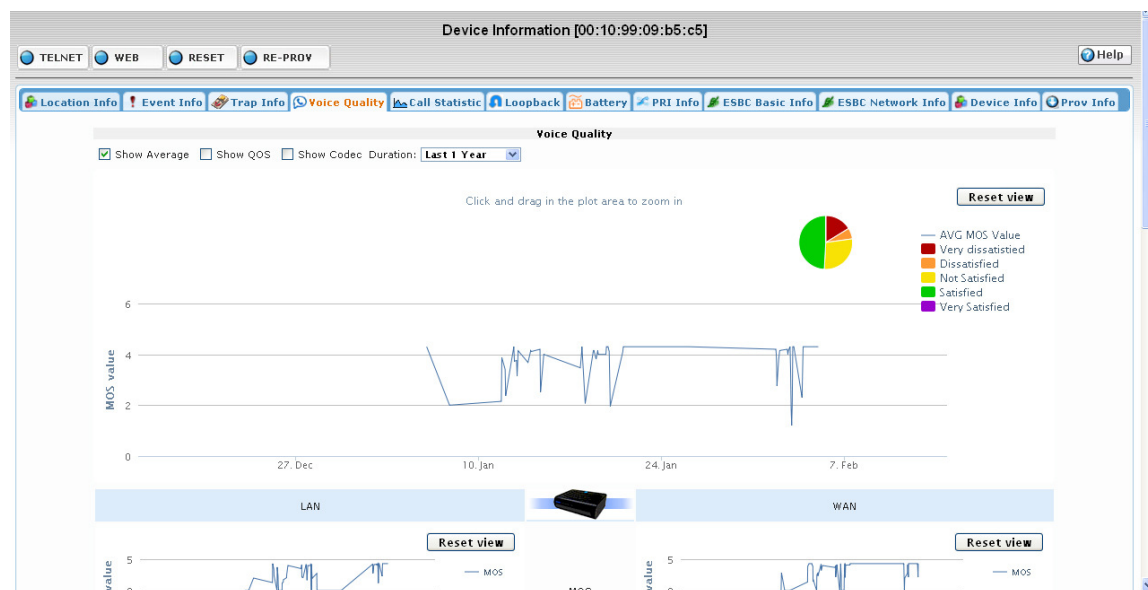 Device Information [00:10:99:09:b5:c5]
TELNET WEB RESET RE-PROV Help
Location Info Event Info Trap Info Voice Quality Call Statistic Loopback Battery PRI Info ESBC Basic Info ESBC Network Info Device Info Prov Info
Voice Quality
Show Average Show QOS Show Codec Duration: Last 1 Year
Click and drag in the plot area to zoom in
Reset view
AVG MOS Value
Very dissatistied
Dissatisfied
Not Satisfied
Satisfied
Very Satisfied
MOS value
6
4
2
0
27. Dec 10. Jan 24. Jan 7. Feb
LAN WAN
Reset view Reset view
5 5
MOS MOS